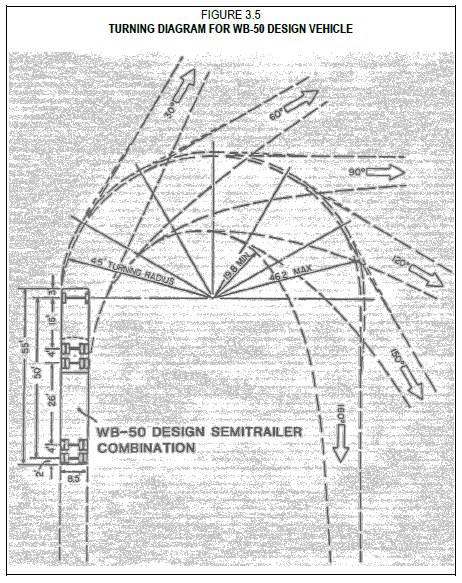 FIGURE 3.5
TURNING DIAGRAM FOR WB-50 DESIGN VEHICLE
30°
60°
90°
120°
150°
180°
45' TURNING RADIUS
19.8 MIN.
46.2 MAX
3'
16'
4'
26'
4'
2'
50'
55'
8.5'
WB-50 DESIGN SEMITRAILER
COMBINATION